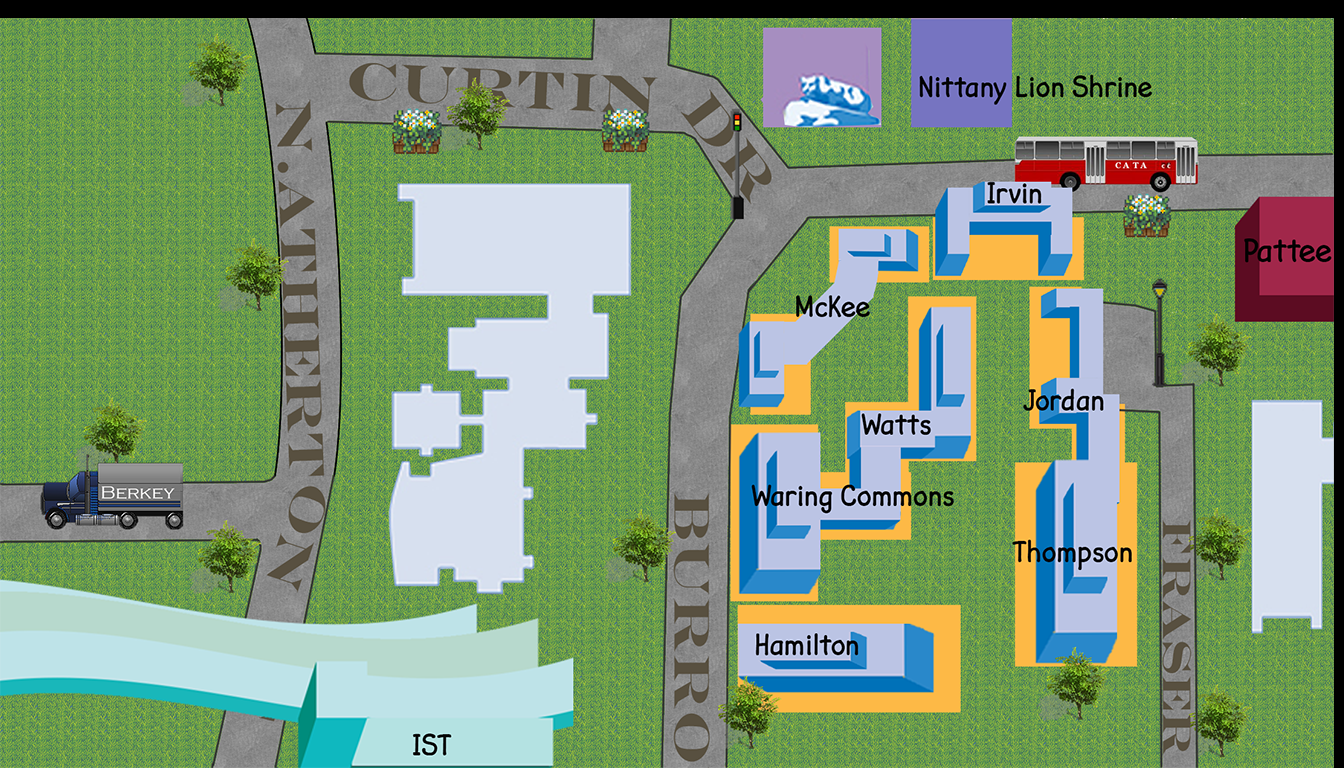 CURTIN DR
Nittany Lion Shrine
N.ATHERTON
CATA
Irvin
Pattee
McKee
Jordan
Watts
BERKEY
Waring Commons
Thompson
BURRO
FRASER
Hamilton
IST